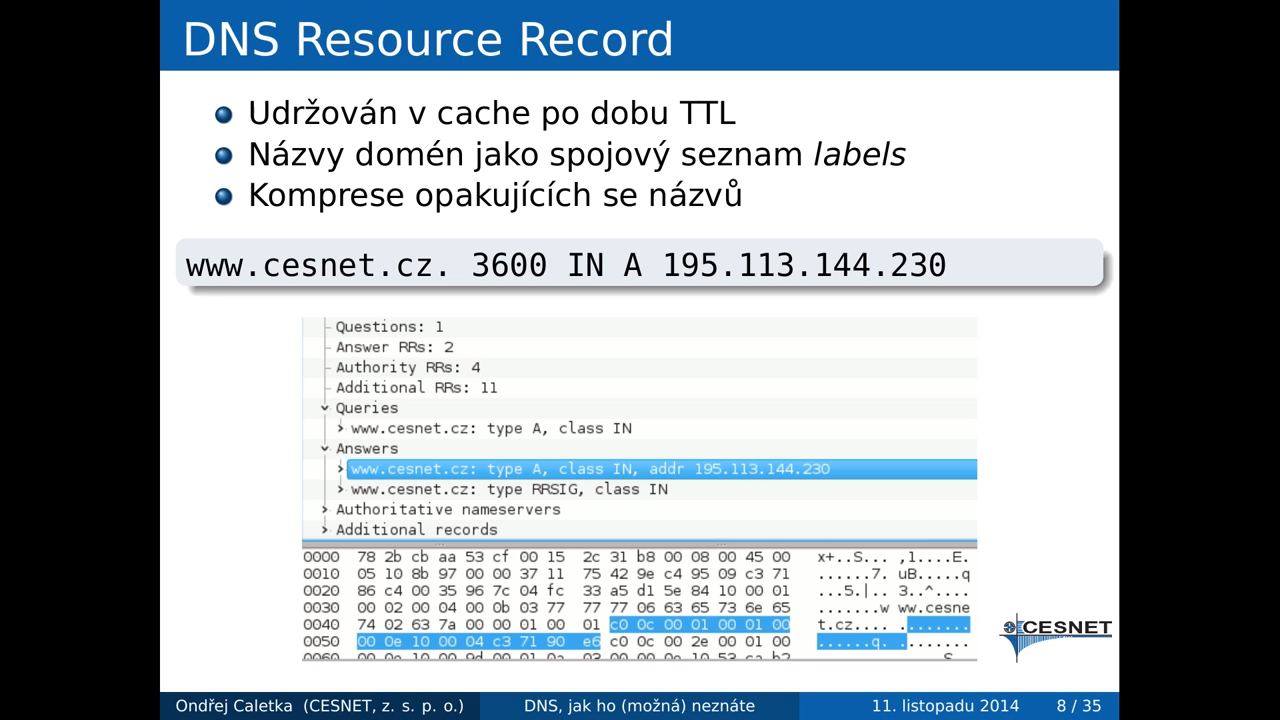 DNS Resource Record
Udržován v cache po dobu TTL
Názvy domén jako spojový seznam labels
Komprese opakujících se názvů
www.cesnet.cz. 3600 IN A 195.113.144.230
Questions: 1
Answer RRs: 2
Authority RRs: 4
Additional RRs: 11
Queries
www.cesnet.cz: type A, class IN
Answers
www.cesnet.cz: type A, class IN, addr 195.113.144.230
www.cesnet.cz: type RRSIG, class IN
Authoritative nameservers
Additional records
0000 78 2b cb aa 53 cf 00 15 2c 31 b8 00 08 00 45 00 x+..S... ,1....E.
0010 05 10 8b 97 00 00 37 11 75 42 9e c4 95 09 c3 71 ......7. uB.....q
0020 86 c4 00 35 96 7c 04 fc 33 a5 d1 5e 84 10 00 01 ...5.|.. 3..^....
0030 00 02 00 04 00 0b 03 77 77 77 06 63 65 73 6e 65 .......w ww.cesne
0040 74 02 63 7a 00 00 01 00 01 c0 0c 00 01 00 01 00 t.cz.... ........
0050 00 0e 10 00 04 c3 71 90 e6 c0 0c 00 2e 00 01 00 ......q. ........
CESNET
Ondřej Caletka (CESNET, z. s. p. o.) DNS, jak ho (možná) neznáte 11. listopadu 2014 8 / 35